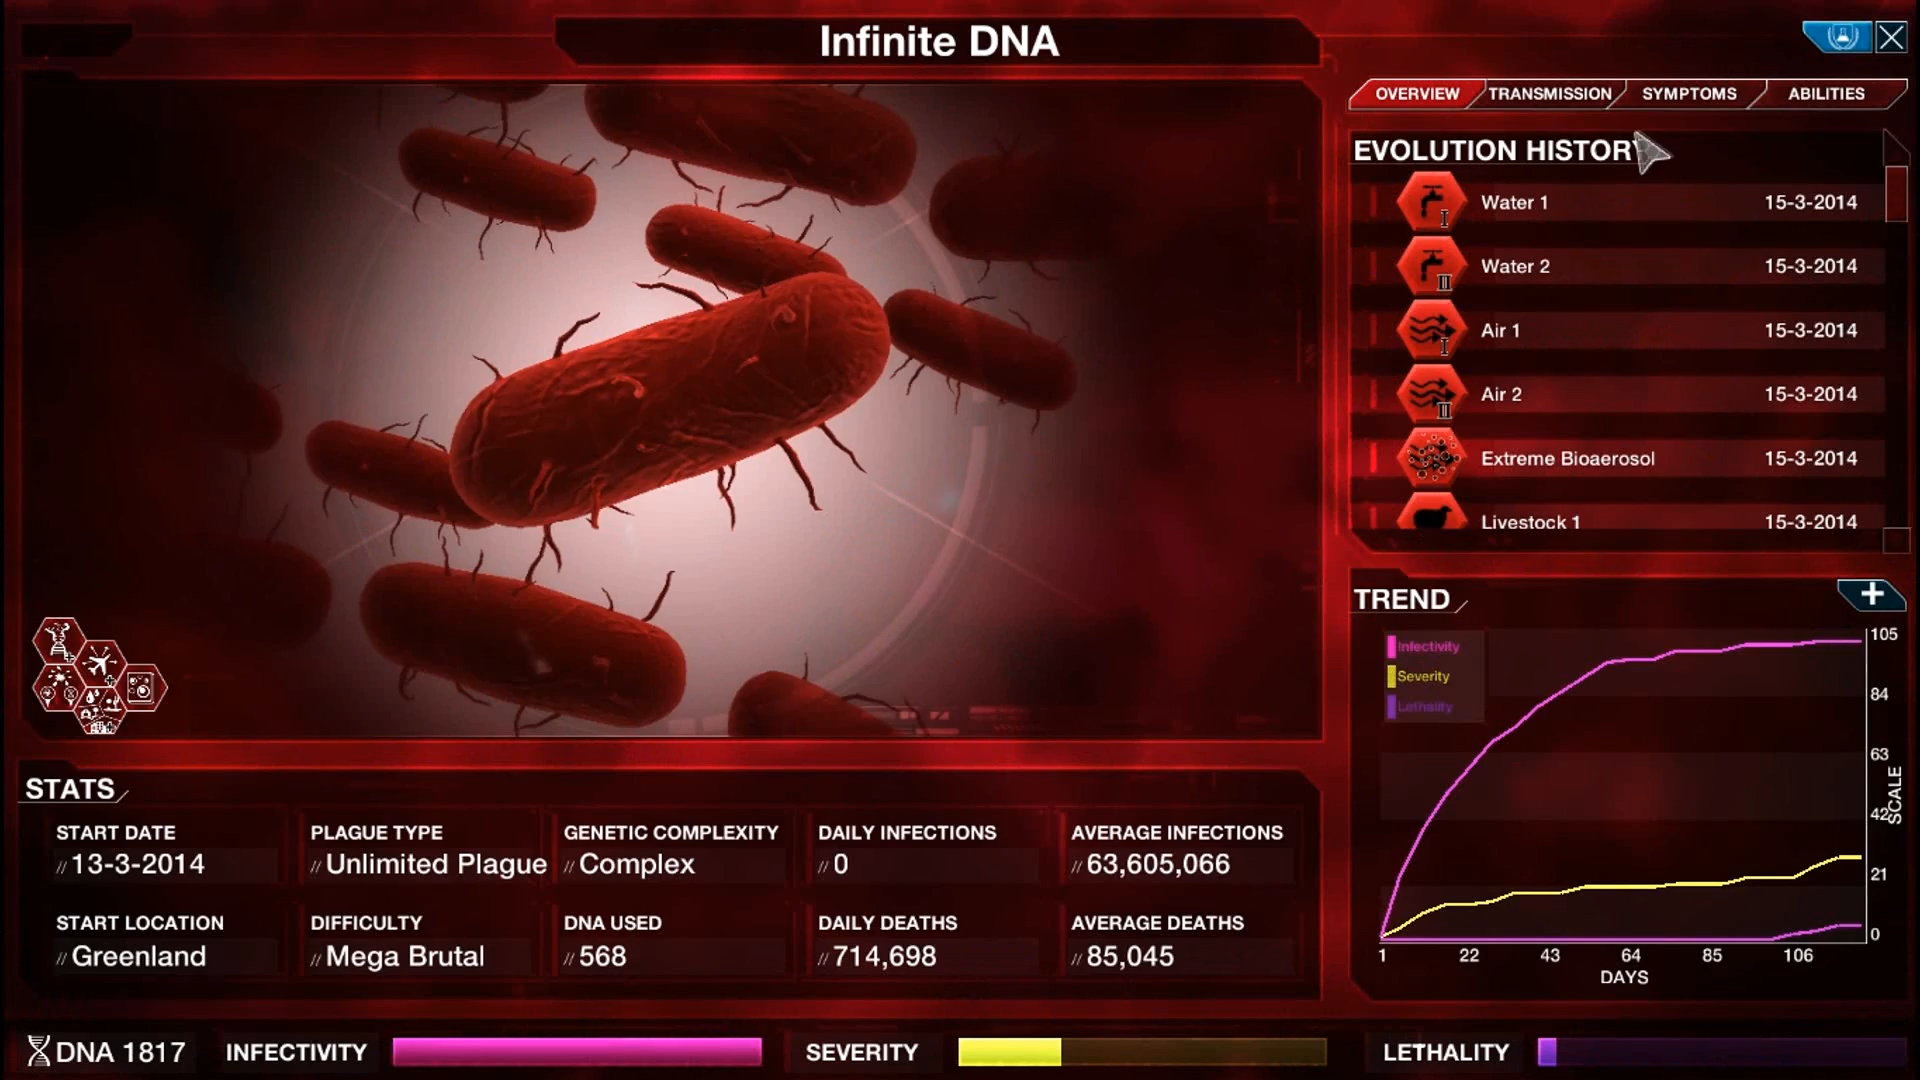 Infinite DNA
OVERVIEW
TRANSMISSION
SYMPTOMS
ABILITIES
EVOLUTION HISTOR
Water 1 15-3-2014
Water 2 15-3-2014
Air 1 15-3-2014
Air 2 15-3-2014
Extreme Bioaerosol 15-3-2014
Livestock 1 15-3-2014
TREND
Infectivity
Severity
Lethality
105
84
63
42
21
0
SCALE
1 22 43 64 85 106
DAYS
STATS
START DATE
// 13-3-2014
PLAGUE TYPE
// Unlimited Plague
GENETIC COMPLEXITY
// Complex
DAILY INFECTIONS
// 0
AVERAGE INFECTIONS
// 63,605,066
START LOCATION
// Greenland
DIFFICULTY
// Mega Brutal
DNA USED
// 568
DAILY DEATHS
// 714,698
AVERAGE DEATHS
// 85,045
DNA 1817
INFECTIVITY
SEVERITY
LETHALITY